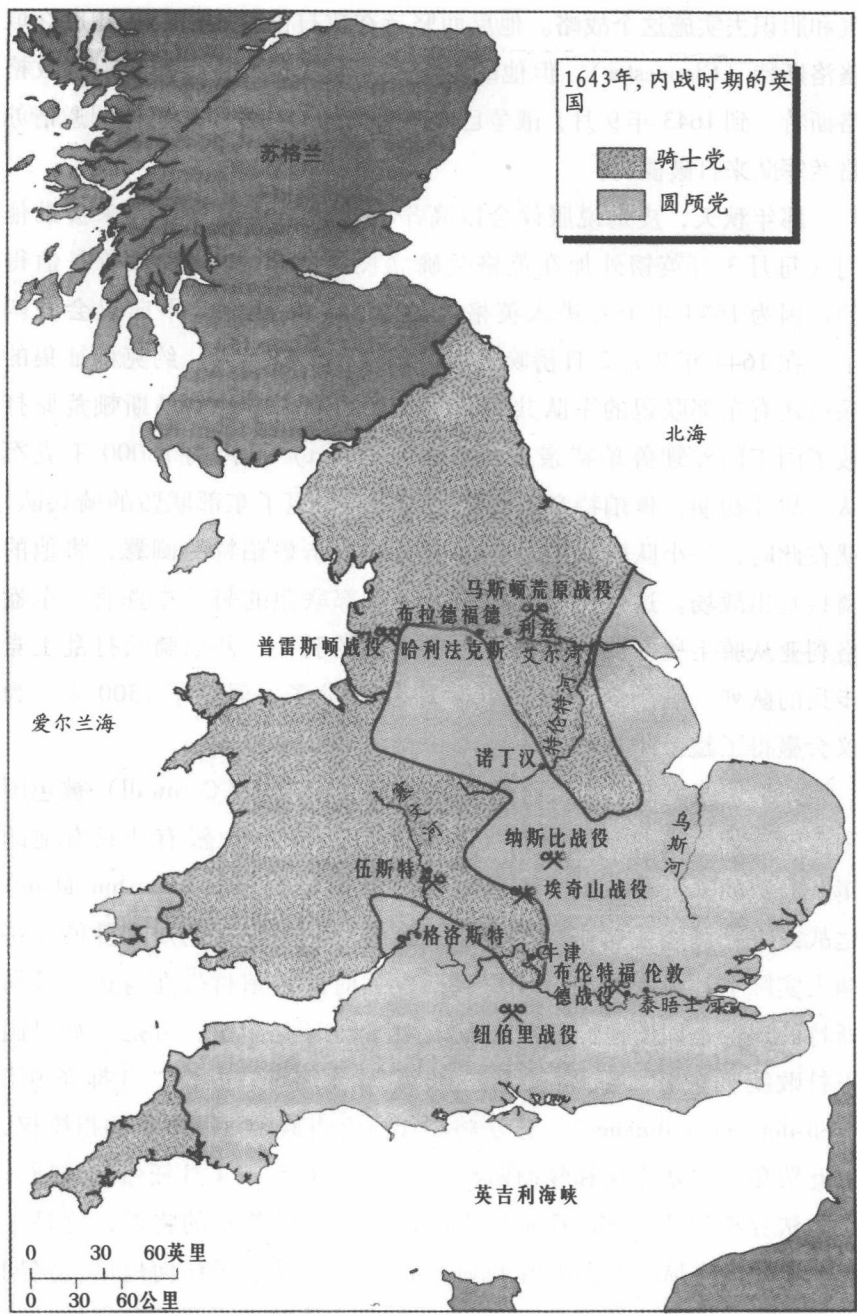 1643年, 内战时期的英
国
骑士党
圆颅党
苏格兰
北海
马斯顿荒原战役
布拉德福德
利兹
普雷斯顿战役
哈利法克斯
艾尔河
爱尔兰海
特伦特河
诺丁汉
塞文河
纳斯比战役
乌斯河
伍斯特
埃奇山战役
格洛斯特
牛津
布伦特福
德战役
伦敦
泰晤士河
纽伯里战役
英吉利海峡
0 30 60英里
0 30 60公里